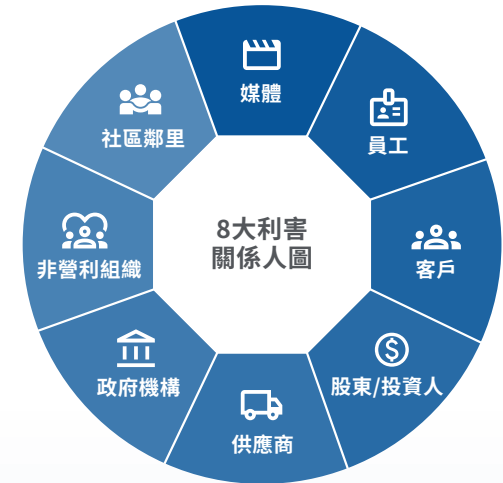 媒體
員工
客戶
股東/投資人
供應商
政府機構
非營利組織
社區鄰里
8大利害
關係人圖